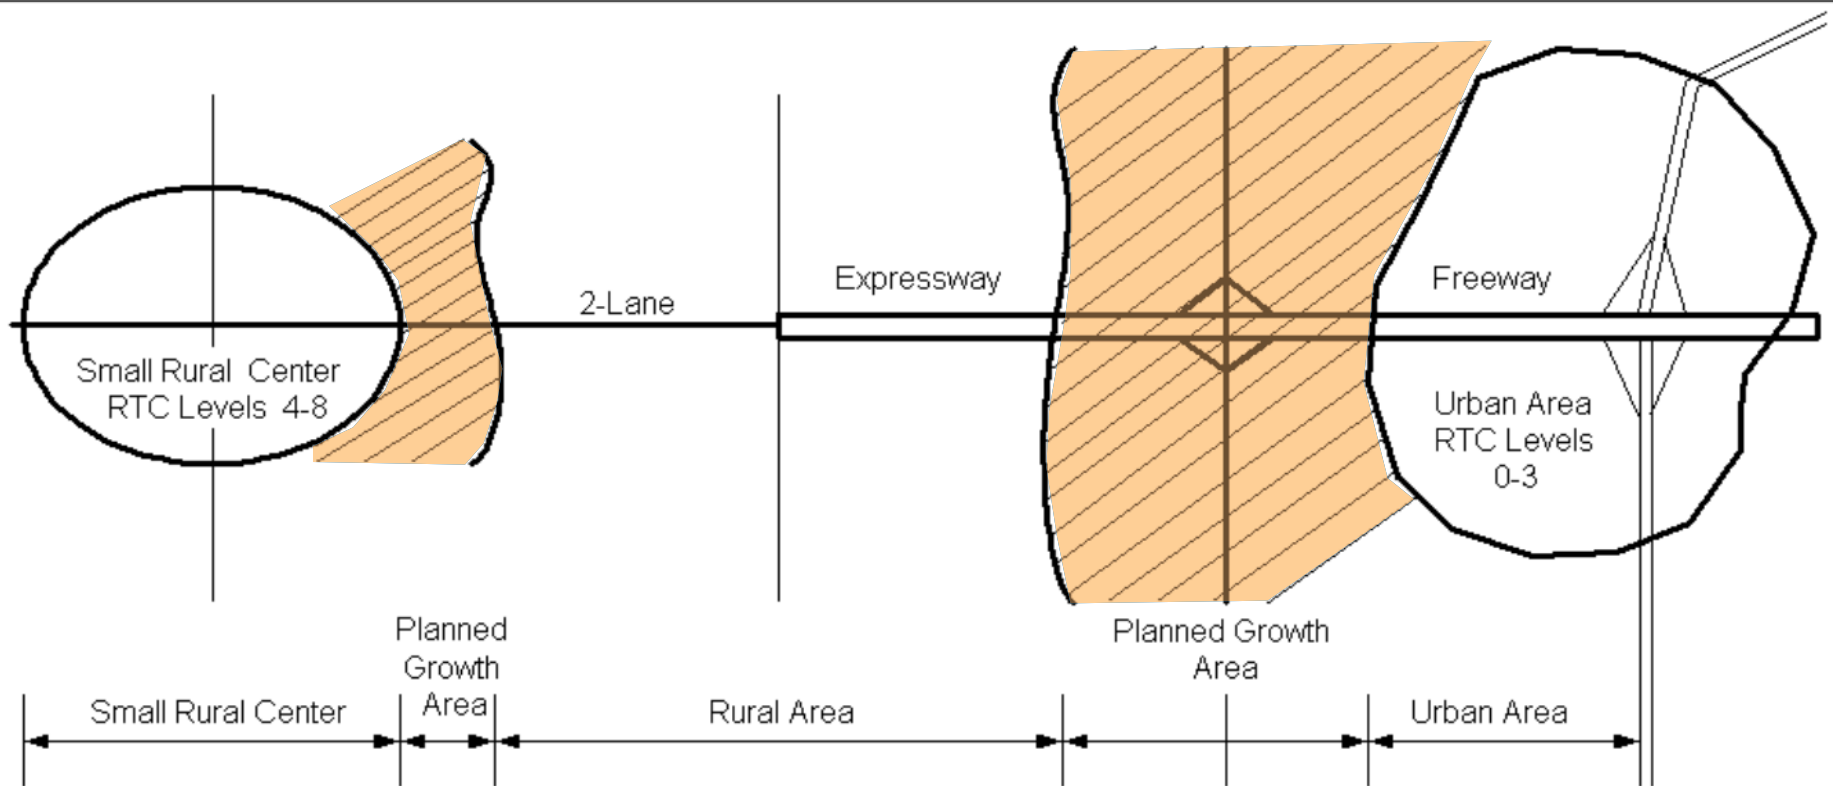 Expressway
Freeway
2-Lane
Small Rural Center
RTC Levels 4-8
Urban Area
RTC Levels
0-3
Planned
Growth
Area
Planned Growth
Area
Small Rural Center
Rural Area
Urban Area